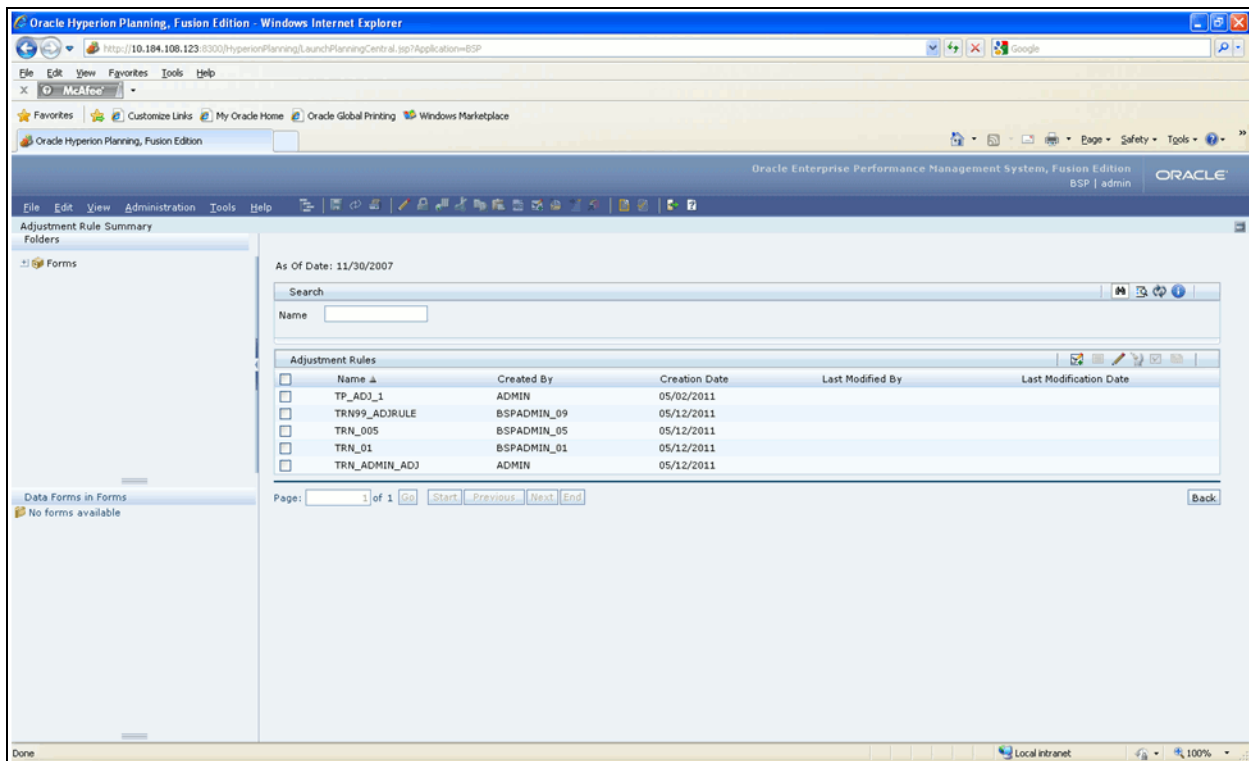 Oracle Hyperion Planning, Fusion Edition - Windows Internet Explorer
http://10.184.108.123:8300/HyperionPlanning/LaunchPlanningCentral.jsp?Application=BSP
Google
File Edit View Favorites Tools Help
X McAfee
Favorites Customize Links My Oracle Home Oracle Global Printing Windows Marketplace
Oracle Hyperion Planning, Fusion Edition
Page Safety Tools
Oracle Enterprise Performance Management System, Fusion Edition
BSP | admin
ORACLE
File Edit View Administration Tools Help
Adjustment Rule Summary
Folders
Forms
As Of Date: 11/30/2007
Search
Name
Adjustment Rules
Name Created By Creation Date Last Modified By Last Modification Date
TP_ADJ_1 ADMIN 05/02/2011
TRN99_ADJRULE BSPADMIN_09 05/12/2011
TRN_005 BSPADMIN_05 05/12/2011
TRN_01 BSPADMIN_01 05/12/2011
TRN_ADMIN_ADJ ADMIN 05/12/2011
Page: 1 of 1 Go Start Previous Next End Back
Data Forms in Forms
No forms available
Done Local intranet 100%